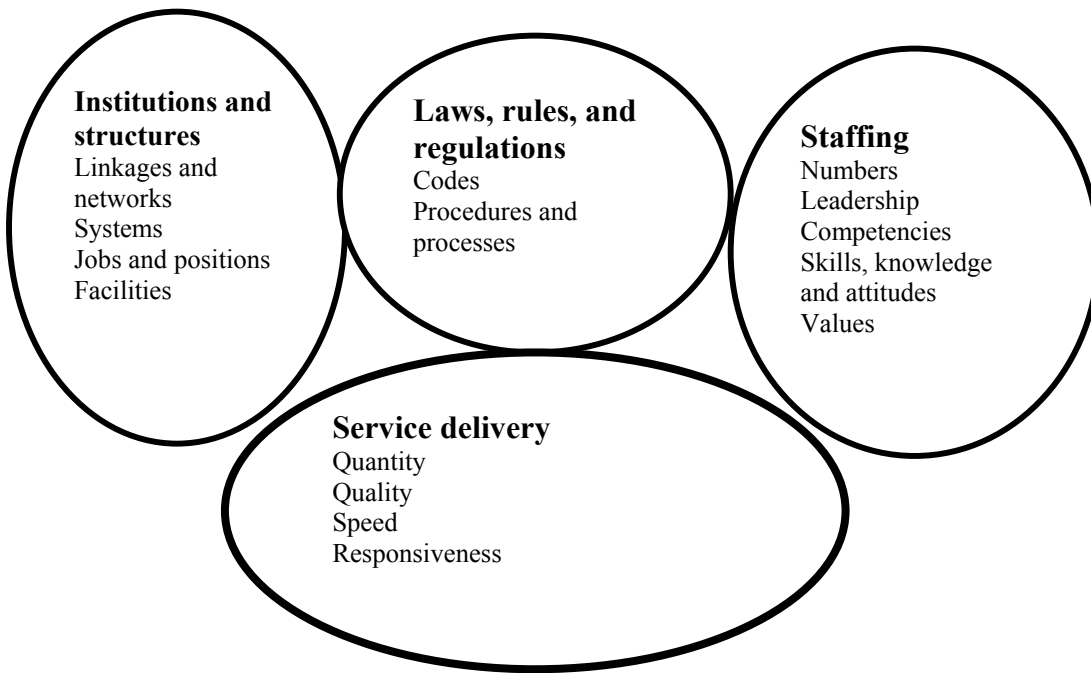 Institutions and
structures
Linkages and
networks
Systems
Jobs and positions
Facilities
Laws, rules, and
regulations
Codes
Procedures and
processes
Staffing
Numbers
Leadership
Competencies
Skills, knowledge
and attitudes
Values
Service delivery
Quantity
Quality
Speed
Responsiveness